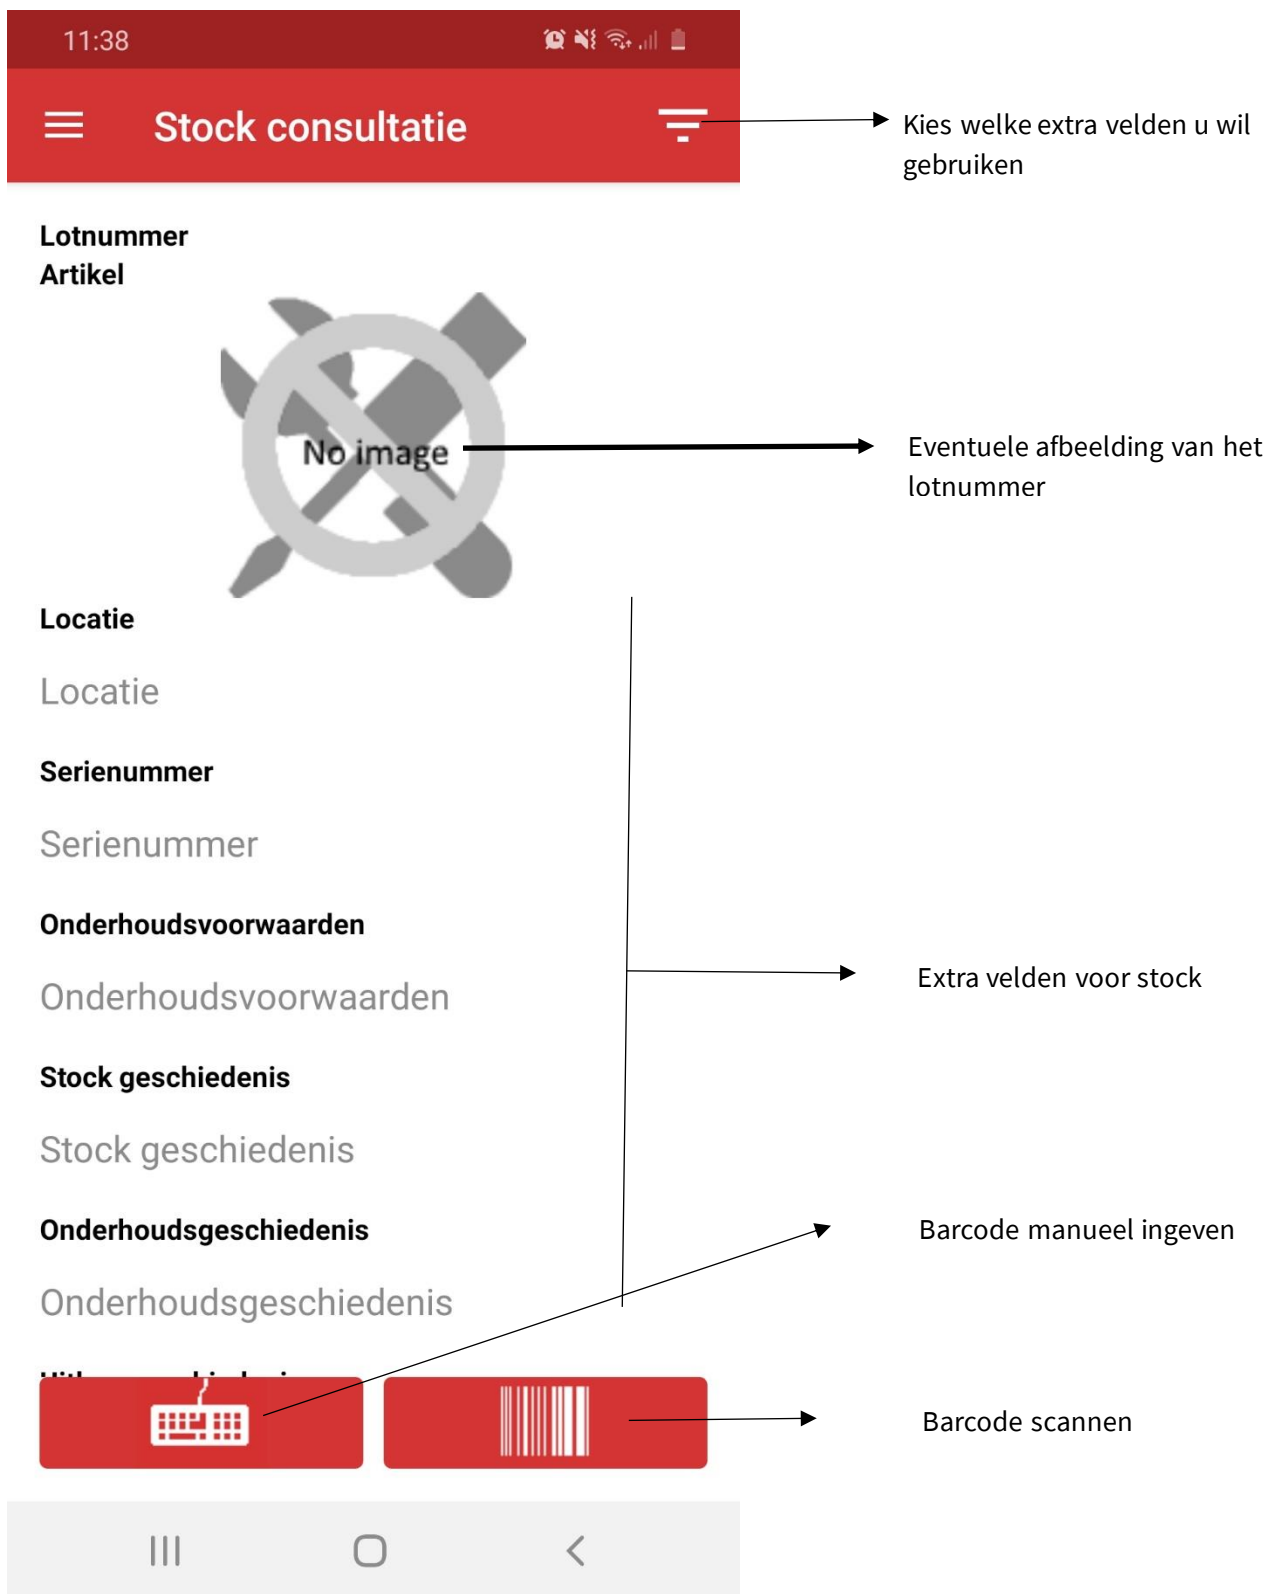 11:38
Stock consultatie
Kies welke extra velden u wil
gebruiken
Lotnummer
Artikel
No image
Eventuele afbeelding van het
lotnummer
Locatie
Locatie
Serienummer
Serienummer
Onderhoudsvoorwaarden
Onderhoudsvoorwaarden
Extra velden voor stock
Stock geschiedenis
Stock geschiedenis
Onderhoudsgeschiedenis
Barcode manueel ingeven
Onderhoudsgeschiedenis
Barcode scannen